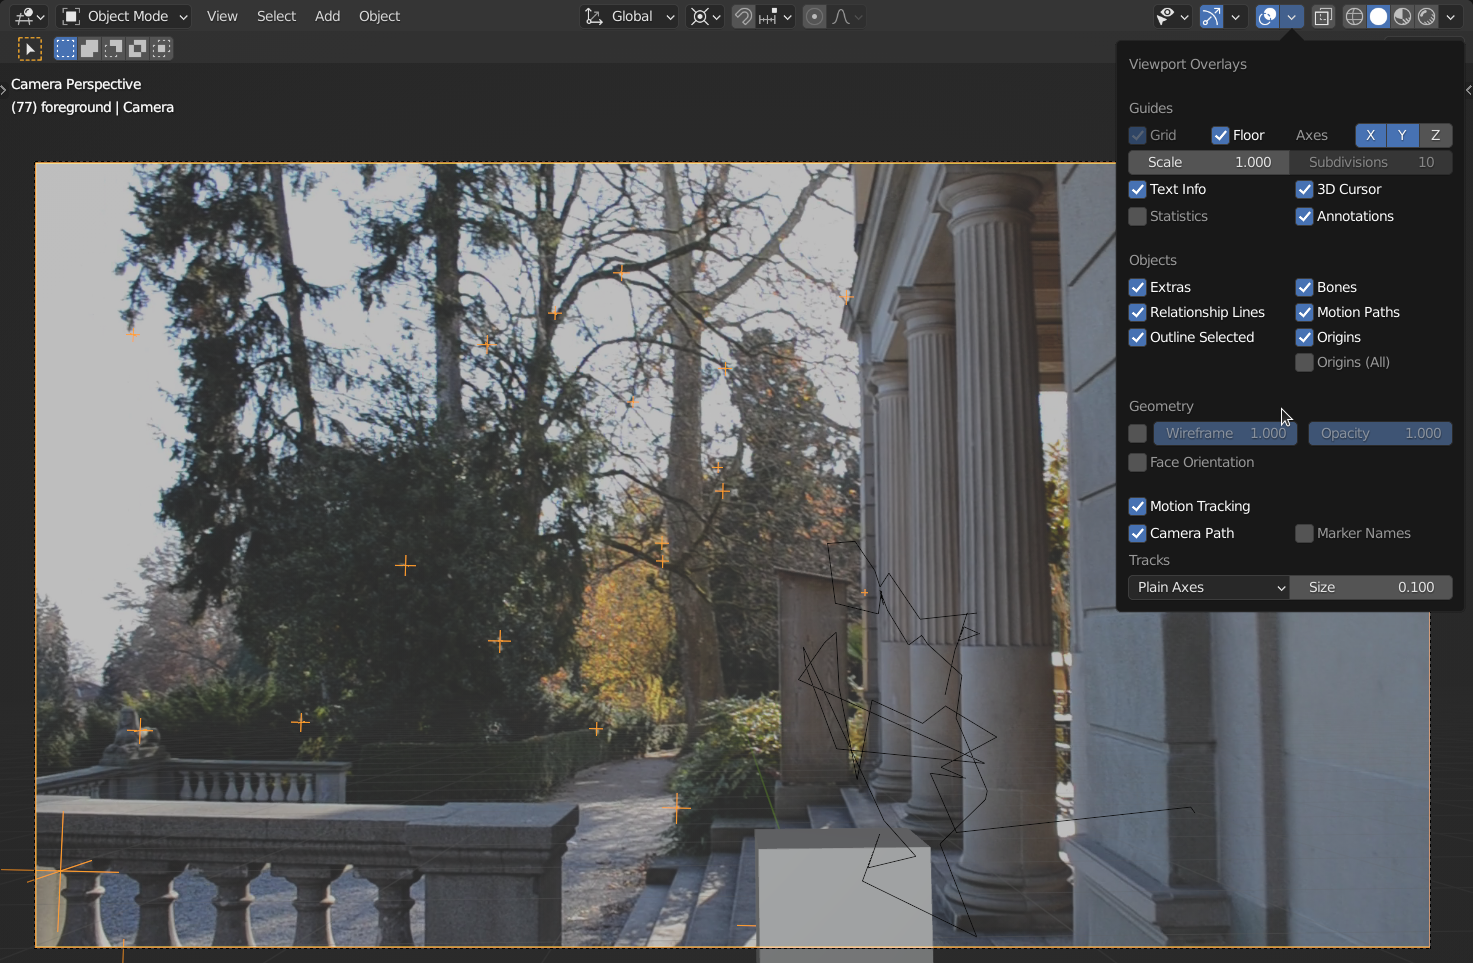 Object Mode View Select Add Object Global
Camera Perspective
(77) foreground | Camera
Viewport Overlays
Guides
Grid Floor Axes X Y Z
Scale 1.000 Subdivisions 10
Text Info 3D Cursor
Statistics Annotations
Objects
Extras Bones
Relationship Lines Motion Paths
Outline Selected Origins
Origins (All)
Geometry
Wireframe 1.000 Opacity 1.000
Face Orientation
Motion Tracking
Camera Path Marker Names
Tracks
Plain Axes Size 0.100